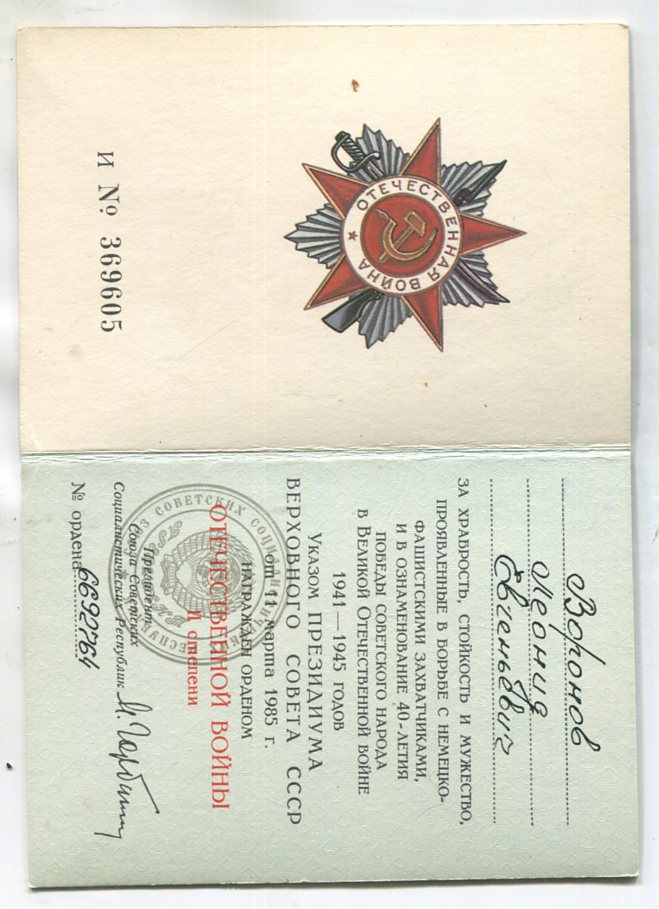 ОТЕЧЕСТВЕННАЯ ВОЙНА
И № 369605
Воронов
Леонид
Евгеньевич
ЗА ХРАБРОСТЬ, СТОЙКОСТЬ И МУЖЕСТВО,
ПРОЯВЛЕННЫЕ В БОРЬБЕ С НЕМЕЦКО-
ФАШИСТСКИМИ ЗАХВАТЧИКАМИ,
И В ОЗНАМЕНОВАНИЕ 40-ЛЕТИЯ
ПОБЕДЫ СОВЕТСКОГО НАРОДА
В ВЕЛИКОЙ ОТЕЧЕСТВЕННОЙ ВОЙНЕ
1941—1945 ГОДОВ
УКАЗОМ ПРЕЗИДИУМА
ВЕРХОВНОГО СОВЕТА СССР
от 11 марта 1985 г.
НАГРАЖДЕН ОРДЕНОМ
ОТЕЧЕСТВЕННОЙ ВОЙНЫ
II степени
Президент
Союза Советских
Социалистических Республик
№ ордена 6692764